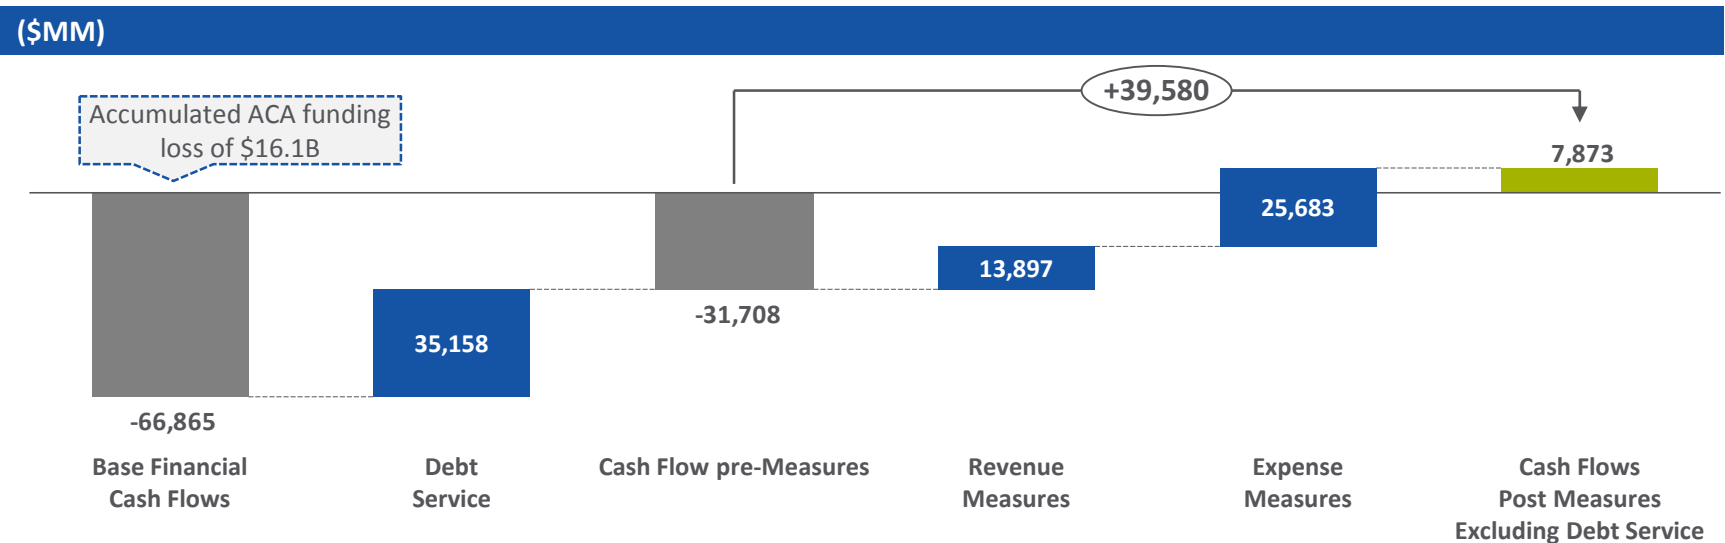 ($MM)
+39,580
Accumulated ACA funding
loss of $16.1B
7,873
25,683
13,897
-31,708
35,158
-66,865
Base Financial
Cash Flows
Debt
Service
Cash Flow pre-Measures
Revenue
Measures
Expense
Measures
Cash Flows
Post Measures
Excluding Debt Service